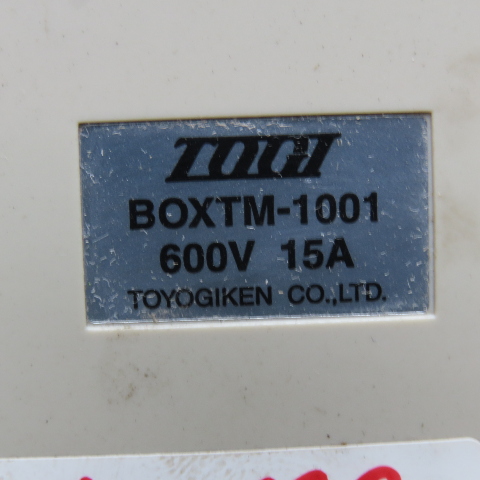 TOGI
BOXTM-1001
600V 15A
TOYOGIKEN CO.,LTD.